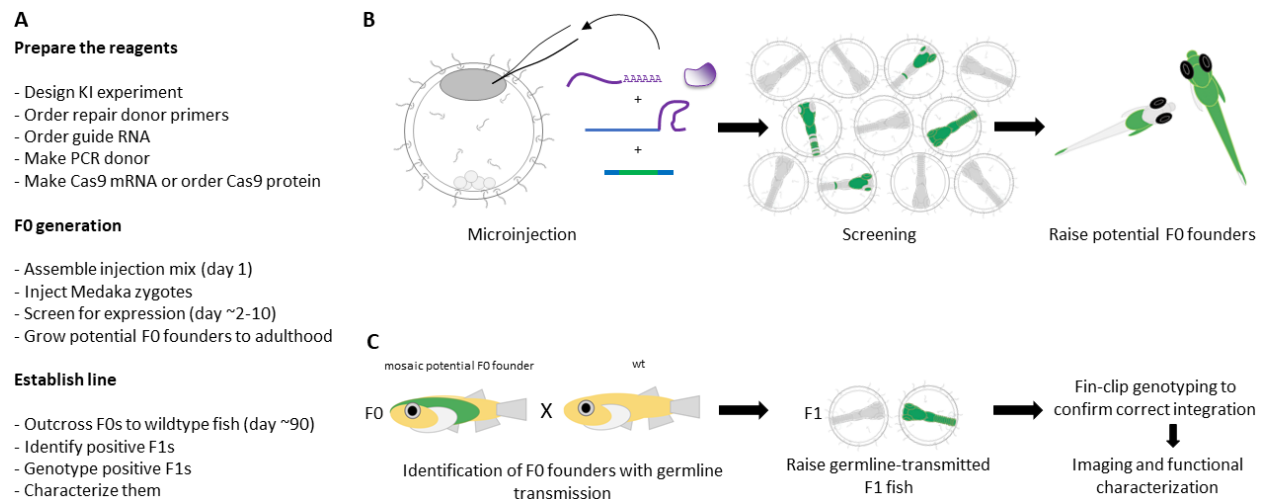 A
Prepare the reagents
- Design KI experiment
- Order repair donor primers
- Order guide RNA
- Make PCR donor
- Make Cas9 mRNA or order Cas9 protein
F0 generation
- Assemble injection mix (day 1)
- Inject Medaka zygotes
- Screen for expression (day ~2-10)
- Grow potential F0 founders to adulthood
Establish line
- Outcross F0s to wildtype fish (day ~90)
- Identify positive F1s
- Genotype positive F1s
- Characterize them
B
AAAAAA
+
+
Microinjection
Screening
Raise potential F0 founders
C
mosaic potential F0 founder
wt
F0
X
F1
Identification of F0 founders with germline
transmission
Raise germline-transmitted
F1 fish
Fin-clip genotyping to
confirm correct integration
Imaging and functional
characterization